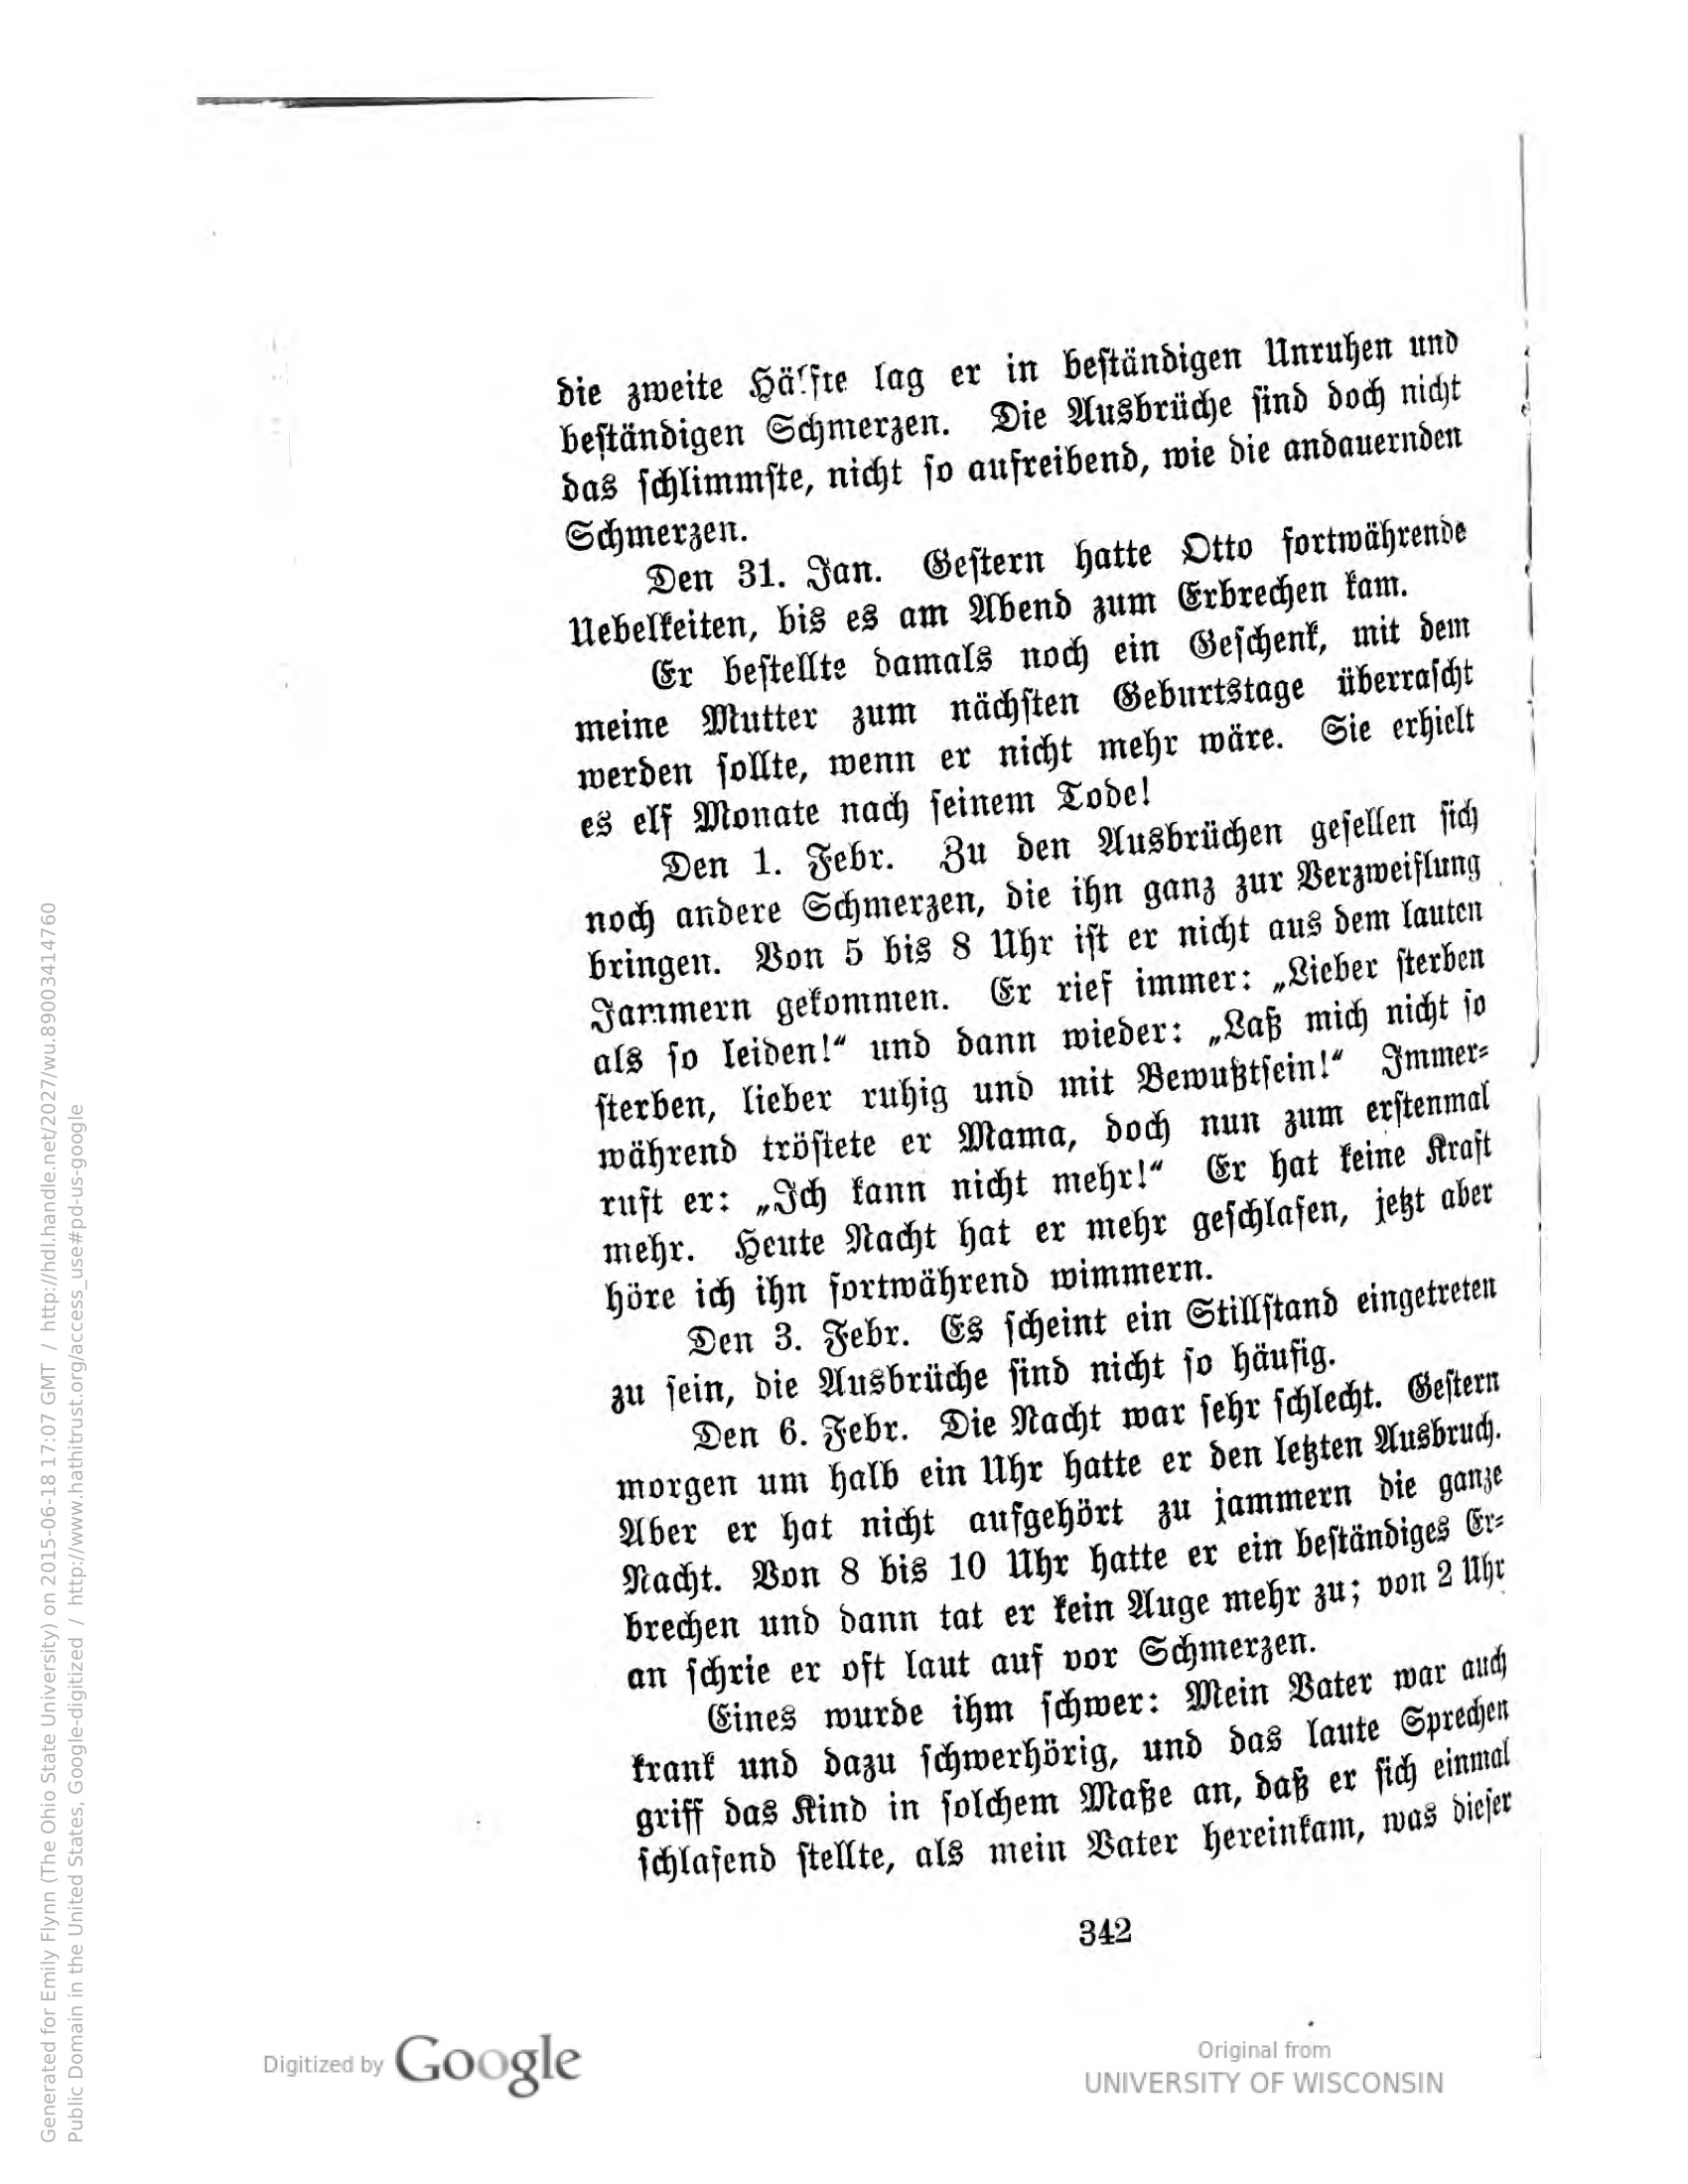 die zweite Hälfte lag er in beständigen Unruhen und
beständigen Schmerzen. Die Ausbrüche sind doch nicht
das schlimmste, nicht so aufreibend, wie die andauernden
Schmerzen.
Den 31. Jan. Gestern hatte Otto fortwährende
Uebelkeiten, bis es am Abend zum Erbrechen kam.
Er bestellte damals noch ein Geschenk, mit dem
meine Mutter zum nächsten Geburtstage überrascht
werden sollte, wenn er nicht mehr wäre. Sie erhielt
es elf Monate nach seinem Tode!
Den 1. Febr. Zu den Ausbrüchen gesellen sich
noch andere Schmerzen, die ihn ganz zur Verzweiflung
bringen. Von 5 bis 8 Uhr ist er nicht aus dem lauten
Jammern gekommen. Er rief immer: „Lieber sterben
als so leiden!“ und dann wieder: „Laß mich nicht so
sterben, lieber ruhig und mit Bewußtsein!“ Immer-
während tröstete er Mama, doch nun zum erstenmal
ruft er: „Ich kann nicht mehr!“ Er hat keine Kraft
mehr. Heute Nacht hat er mehr geschlafen, jetzt aber
höre ich ihn fortwährend wimmern.
Den 3. Febr. Es scheint ein Stillstand eingetreten
zu sein, die Ausbrüche sind nicht so häufig.
Den 6. Febr. Die Nacht war sehr schlecht. Gestern
morgen um halb ein Uhr hatte er den letzten Ausbruch.
Aber er hat nicht aufgehört zu jammern die ganze
Nacht. Von 8 bis 10 Uhr hatte er ein beständiges Er-
brechen und dann tat er kein Auge mehr zu; von 2 Uhr
an schrie er oft laut auf vor Schmerzen.
Eines wurde ihm schwer: Mein Vater war auch
krank und dazu schwerhörig, und das laute Sprechen
griff das Kind in solchem Maße an, daß er sich einmal
schlafend stellte, als mein Vater hereinkam, was dieser
342
Digitized by Google
Original from
UNIVERSITY OF WISCONSIN
Generated for Emily Flynn (The Ohio State University) on 2015-06-18 17:07 GMT / http://hdl.handle.net/2027/wu.89003414760
Public Domain in the United States, Google-digitized / http://www.hathitrust.org/access_use#pd-us-google